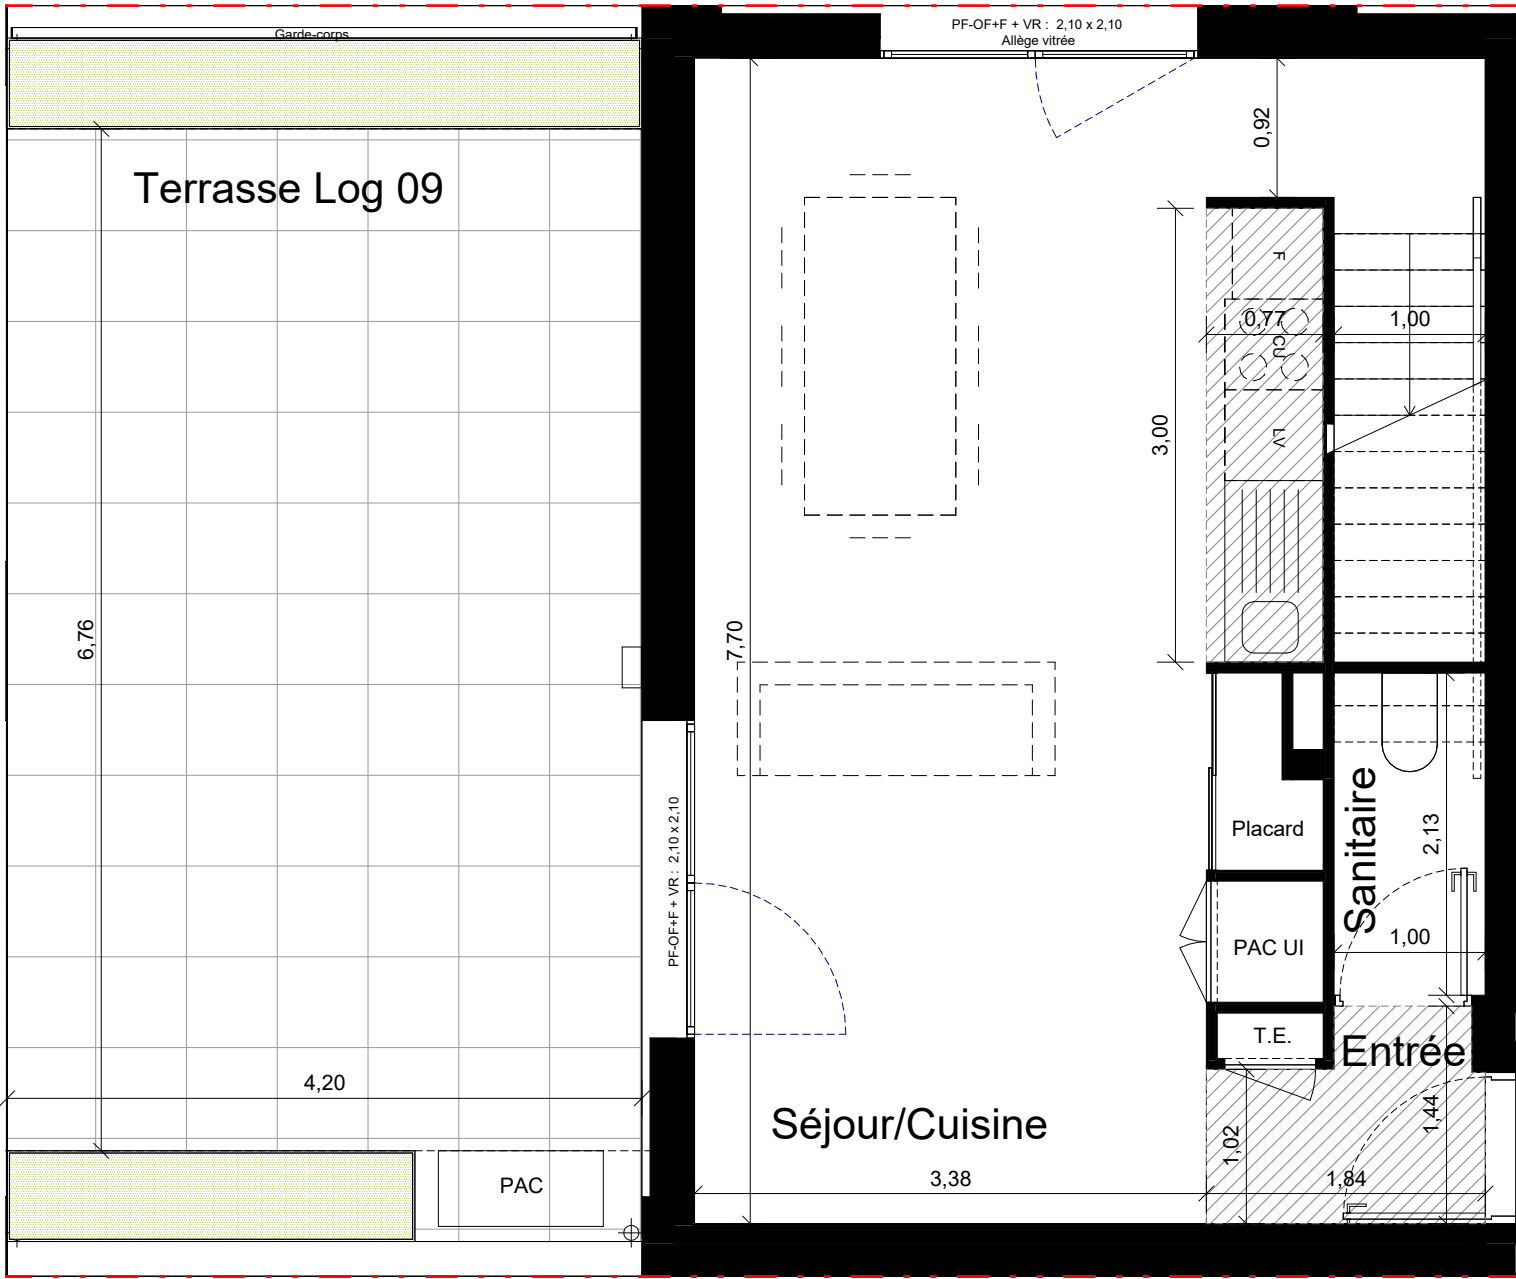 Garde-corps
PF-OF+F + VR : 2,10 x 2,10
Allège vitrée
0,92
Terrasse Log 09
F
0,77
CU
1,00
LV
3,00
6,76
7,70
PF-OF+F + VR : 2,10 x 2,10
Placard
Sanitaire
2,13
PAC UI
1,00
T.E.
Entrée
4,20
Séjour/Cuisine
1,02
1,44
3,38
1,84
PAC